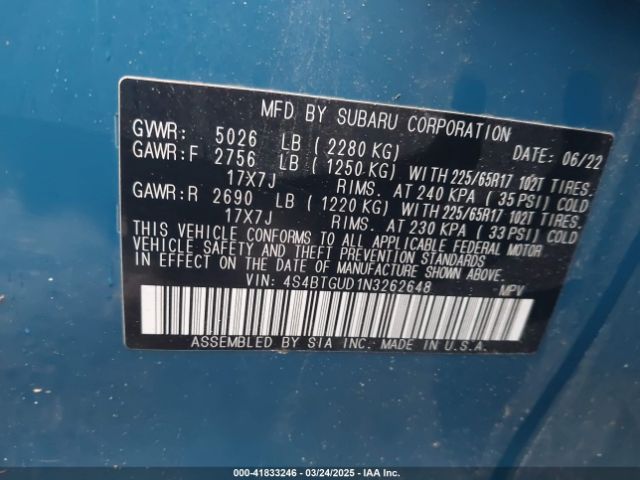 MFD BY SUBARU CORPORATION
GVWR: 5026 LB ( 2280 KG) DATE: 06/22
GAWR:F 2756 LB ( 1250 KG) WITH 225/65R17 102T TIRES.
17X7J RIMS. AT 240 KPA ( 35 PSI) COLD
GAWR:R 2690 LB ( 1220 KG) WITH 225/65R17 102T TIRES.
17X7J RIMS. AT 230 KPA ( 33 PSI) COLD
THIS VEHICLE CONFORMS TO ALL APPLICABLE FEDERAL MOTOR
VEHICLE SAFETY AND THEFT PREVENTION STANDARDS
IN EFFECT ON THE DATE OF MANUFACTURE SHOWN ABOVE.
VIN: 4S4BTGUD1N3262648 MPV
ASSEMBLED BY SIA INC. MADE IN U.S.A.
000-41833246 - 03/24/2025 - IAA Inc.